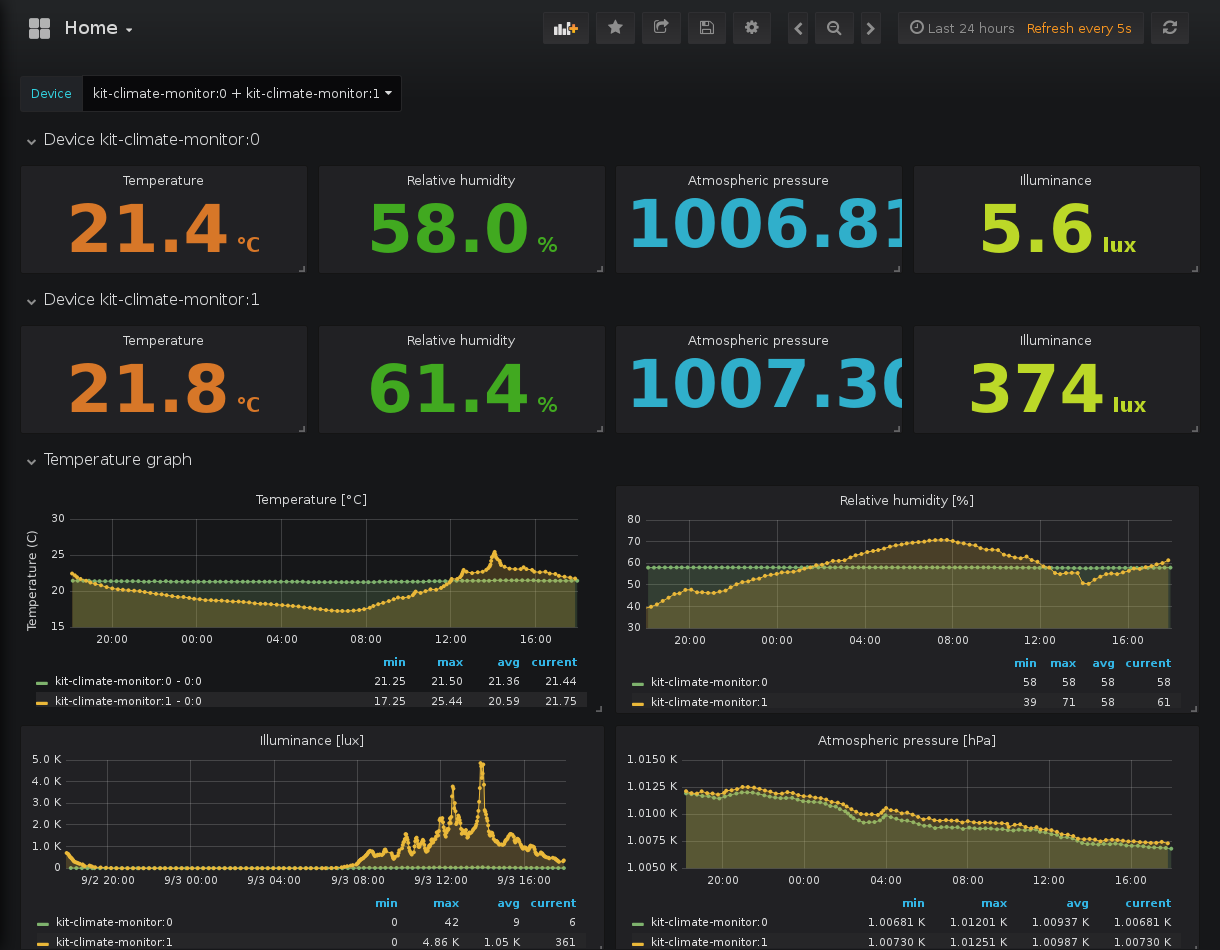 Home
Last 24 hours Refresh every 5s
Device kit-climate-monitor:0 + kit-climate-monitor:1
Device kit-climate-monitor:0
Temperature Relative humidity Atmospheric pressure Illuminance
21.4 °C 58.0 % 1006.81 5.6 lux
Device kit-climate-monitor:1
Temperature Relative humidity Atmospheric pressure Illuminance
21.8 °C 61.4 % 1007.30 374 lux
Temperature graph
Temperature [°C]
Temperature (C)
30
25
20
15
20:00 00:00 04:00 08:00 12:00 16:00
min max avg current
kit-climate-monitor:0 - 0:0 21.25 21.50 21.36 21.44
kit-climate-monitor:1 - 0:0 17.25 25.44 20.59 21.75
Relative humidity [%]
80
70
60
50
40
30
20:00 00:00 04:00 08:00 12:00 16:00
min max avg current
kit-climate-monitor:0 58 58 58 58
kit-climate-monitor:1 39 71 58 61
Illuminance [lux]
5.0 K
4.0 K
3.0 K
2.0 K
1.0 K
0
9/2 20:00 9/3 00:00 9/3 04:00 9/3 08:00 9/3 12:00 9/3 16:00
min max avg current
kit-climate-monitor:0 0 42 9 6
kit-climate-monitor:1 0 4.86 K 1.05 K 361
Atmospheric pressure [hPa]
1.0150 K
1.0125 K
1.0100 K
1.0075 K
1.0050 K
20:00 00:00 04:00 08:00 12:00 16:00
min max avg current
kit-climate-monitor:0 1.00681 K 1.01201 K 1.00937 K 1.00681 K
kit-climate-monitor:1 1.00730 K 1.01251 K 1.00987 K 1.00730 K